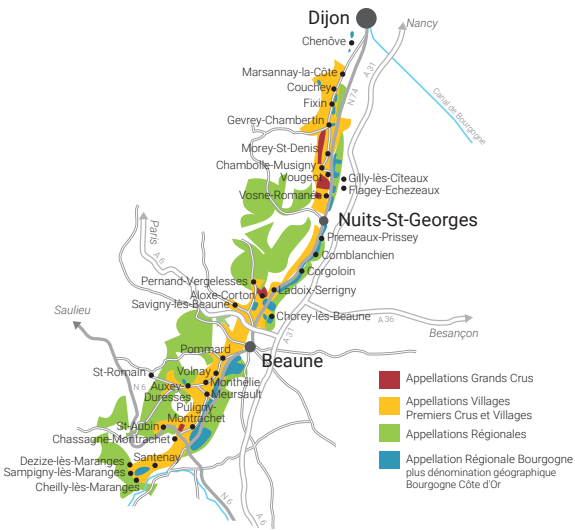 Dijon
Nancy
Chenôve
A 31
Marsannay-la-Côte
Couchey
N74
Canal de Bourgogne
Fixin
Gevrey-Chambertin
Morey-St-Denis
Chambolle-Musigny
Vougeot
Gilly-lès-Cîteaux
Flagey-Echezeaux
Vosne-Romanée
Nuits-St-Georges
Paris
Premeaux-Prissey
A 6
Comblanchien
Corgoloin
Pernand-Vergelesses
Ladoix-Serrigny
Aloxe-Corton
Savigny-lès-Beaune
Saulieu
Chorey-lès-Beaune
A 36
Besançon
A 31
Pommard
Beaune
St-Romain
Volnay
N 6
Auxey-
Duresses
Monthélie
Meursault
Puligny-
Montrachet
St-Aubin
Chassagne-Montrachet
Santenay
Dezize-lès-Maranges
Sampigny-lès-Maranges
Cheilly-lès-Maranges
N 6
A 6
Appellations Grands Crus
Appellations Villages
Premiers Crus et Villages
Appellations Régionales
Appellation Régionale Bourgogne
plus dénomination géographique
Bourgogne Côte d'Or